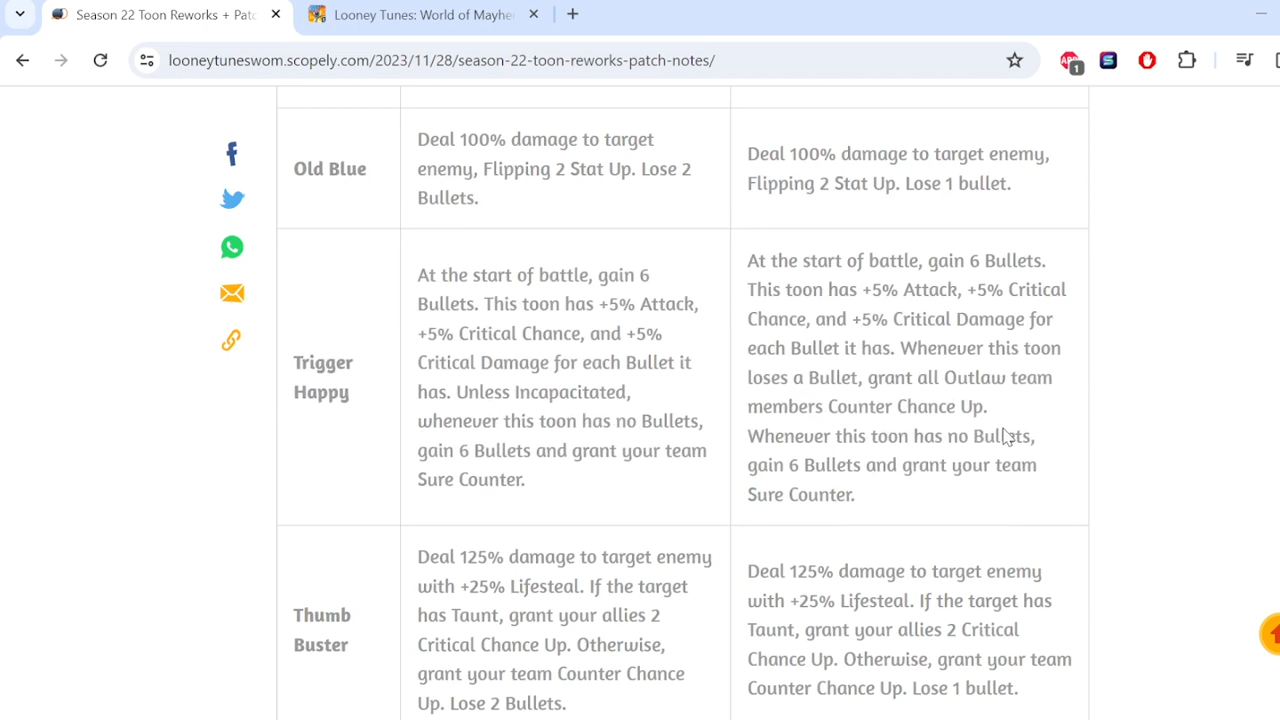 Season 22 Toon Reworks + Patc
Looney Tunes: World of Mayhe
looneytuneswom.scopely.com/2023/11/28/season-22-toon-reworks-patch-notes/
1
Old Blue
Deal 100% damage to target
enemy, Flipping 2 Stat Up. Lose 2
Bullets.
Deal 100% damage to target enemy,
Flipping 2 Stat Up. Lose 1 bullet.
Trigger
Happy
At the start of battle, gain 6
Bullets. This toon has +5% Attack,
+5% Critical Chance, and +5%
Critical Damage for each Bullet it
has. Unless Incapacitated,
whenever this toon has no Bullets,
gain 6 Bullets and grant your team
Sure Counter.
At the start of battle, gain 6 Bullets.
This toon has +5% Attack, +5% Critical
Chance, and +5% Critical Damage for
each Bullet it has. Whenever this toon
loses a Bullet, grant all Outlaw team
members Counter Chance Up.
Whenever this toon has no Bullets,
gain 6 Bullets and grant your team
Sure Counter.
Thumb
Buster
Deal 125% damage to target enemy
with +25% Lifesteal. If the target
has Taunt, grant your allies 2
Critical Chance Up. Otherwise,
grant your team Counter Chance
Up. Lose 2 Bullets.
Deal 125% damage to target enemy
with +25% Lifesteal. If the target has
Taunt, grant your allies 2 Critical
Chance Up. Otherwise, grant your team
Counter Chance Up. Lose 1 bullet.